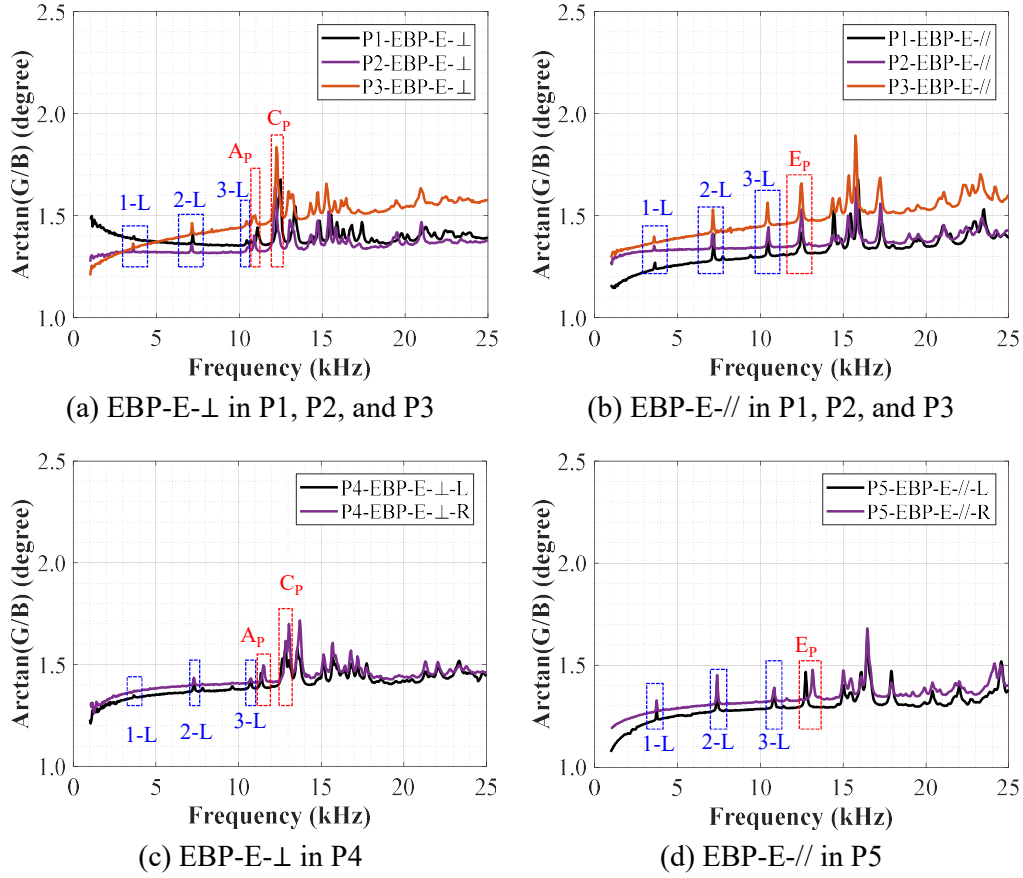 2.5
2.0
1.5
1.0
Arctan(G/B) (degree)
P1-EBP-E-⊥
P2-EBP-E-⊥
P3-EBP-E-⊥
C_P
A_P
3-L
2-L
1-L
0 5 10 15 20 25
Frequency (kHz)
(a) EBP-E-⊥ in P1, P2, and P3
2.5
2.0
1.5
1.0
Arctan(G/B) (degree)
P1-EBP-E-//
P2-EBP-E-//
P3-EBP-E-//
E_P
3-L
2-L
1-L
0 5 10 15 20 25
Frequency (kHz)
(b) EBP-E-// in P1, P2, and P3
2.5
2.0
1.5
1.0
Arctan(G/B) (degree)
P4-EBP-E-⊥-L
P4-EBP-E-⊥-R
C_P
A_P
1-L
2-L
3-L
0 5 10 15 20 25
Frequency (kHz)
(c) EBP-E-⊥ in P4
2.5
2.0
1.5
1.0
Arctan(G/B) (degree)
P5-EBP-E-//-L
P5-EBP-E-//-R
E_P
1-L
2-L
3-L
0 5 10 15 20 25
Frequency (kHz)
(d) EBP-E-// in P5